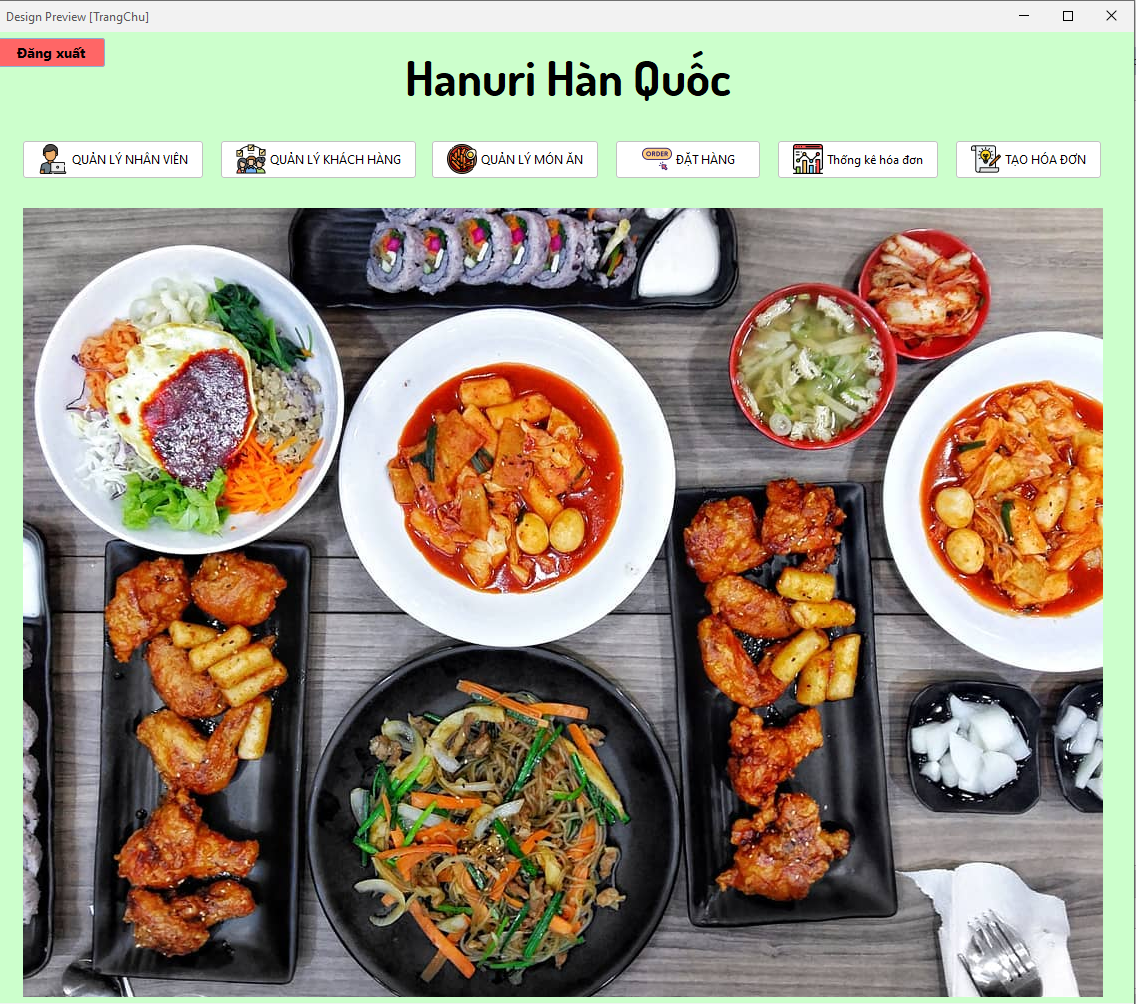 Design Preview [TrangChu]
Đăng xuất
Hanuri Hàn Quốc
QUẢN LÝ NHÂN VIÊN
QUẢN LÝ KHÁCH HÀNG
QUẢN LÝ MÓN ĂN
ORDER
ĐẶT HÀNG
Thống kê hóa đơn
TẠO HÓA ĐƠN